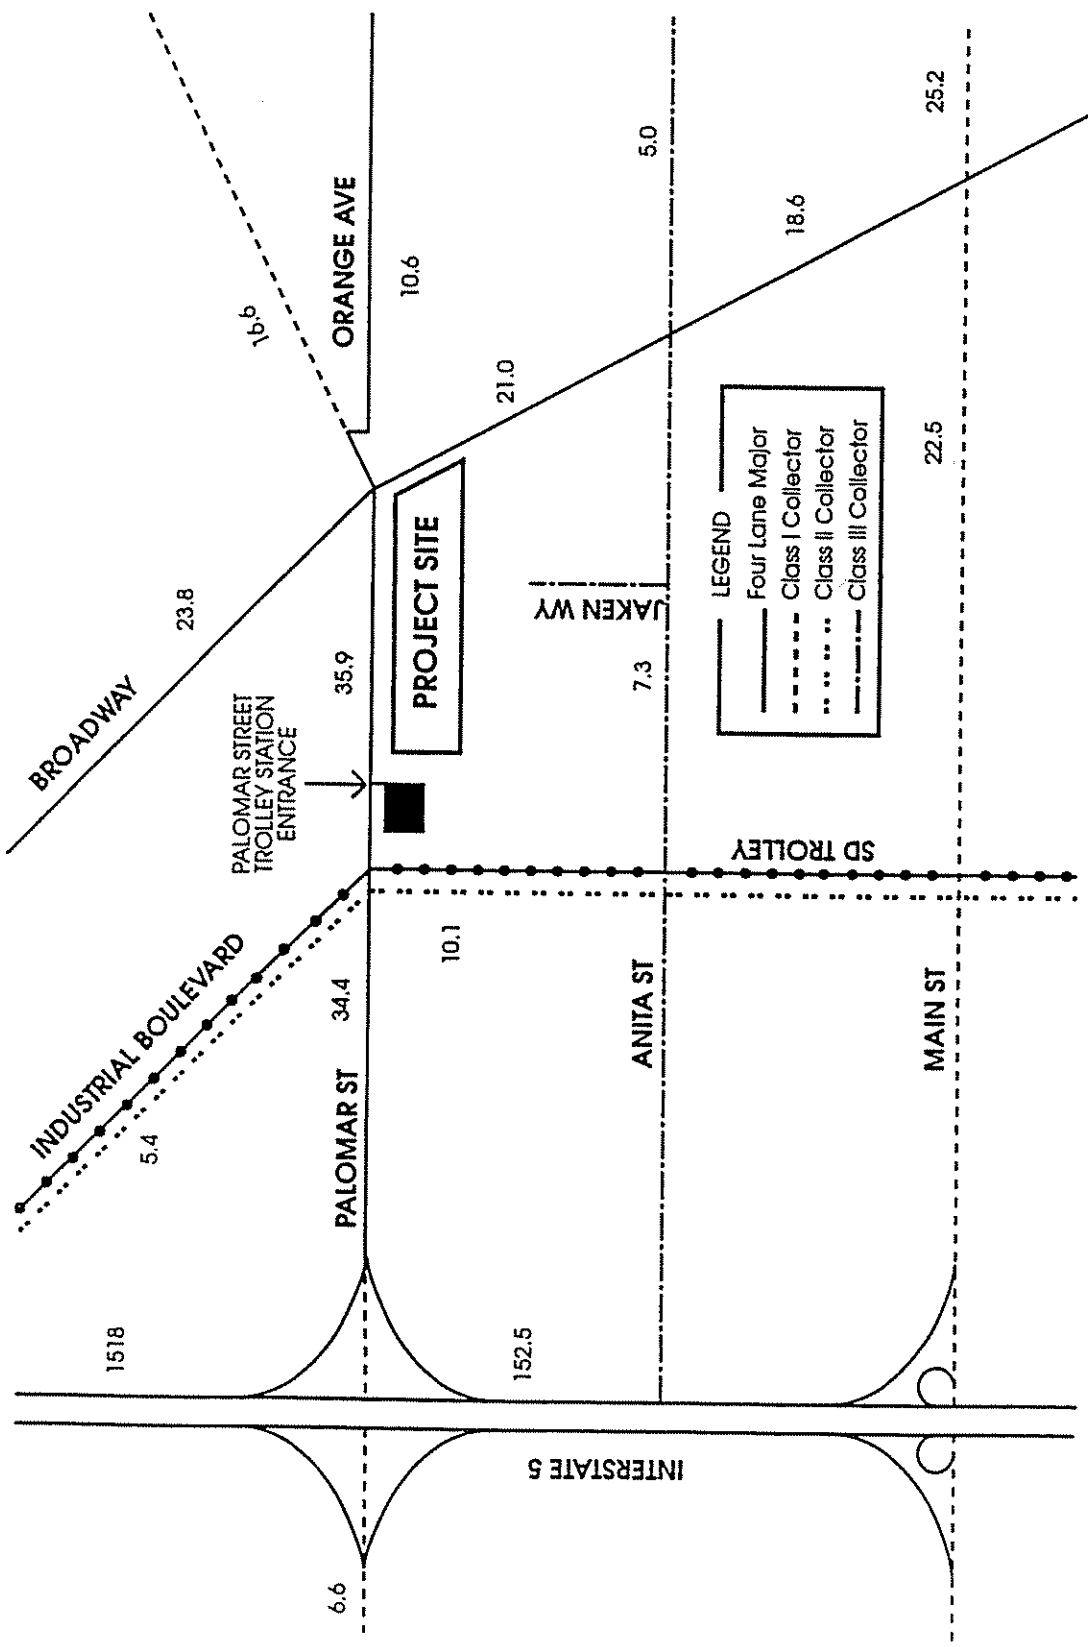 BROADWAY
23.8
16.6
ORANGE AVE
10.6
PALOMAR STREET
TROLLEY STATION
ENTRANCE
35.9
PROJECT SITE
21.0
5.0
18.6
25.2
INDUSTRIAL BOULEVARD
5.4
34.4
PALOMAR ST
10.1
SD TROLLEY
JAKEN WY
7.3
ANITA ST
LEGEND
Four Lane Major
Class I Collector
Class II Collector
Class III Collector
22.5
MAIN ST
1518
152.5
INTERSTATE 5
6.6